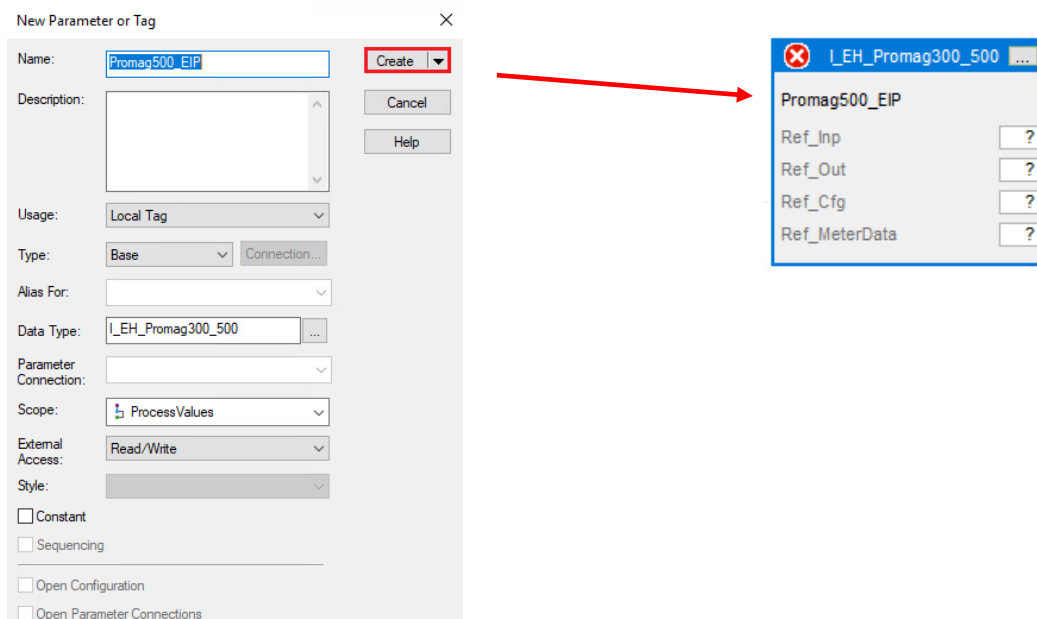 New Parameter or Tag
Name:
Promag500_EIP
Create
Description:
Cancel
Help
Usage:
Local Tag
Type:
Base
Connection...
Alias For:
Data Type:
I_EH_Promag300_500
...
Parameter
Connection:
Scope:
ProcessValues
External
Access:
Read/Write
Style:
Constant
Sequencing
Open Configuration
Open Parameter Connections
I_EH_Promag300_500
...
Promag500_EIP
Ref_Inp
?
Ref_Out
?
Ref_Cfg
?
Ref_MeterData
?